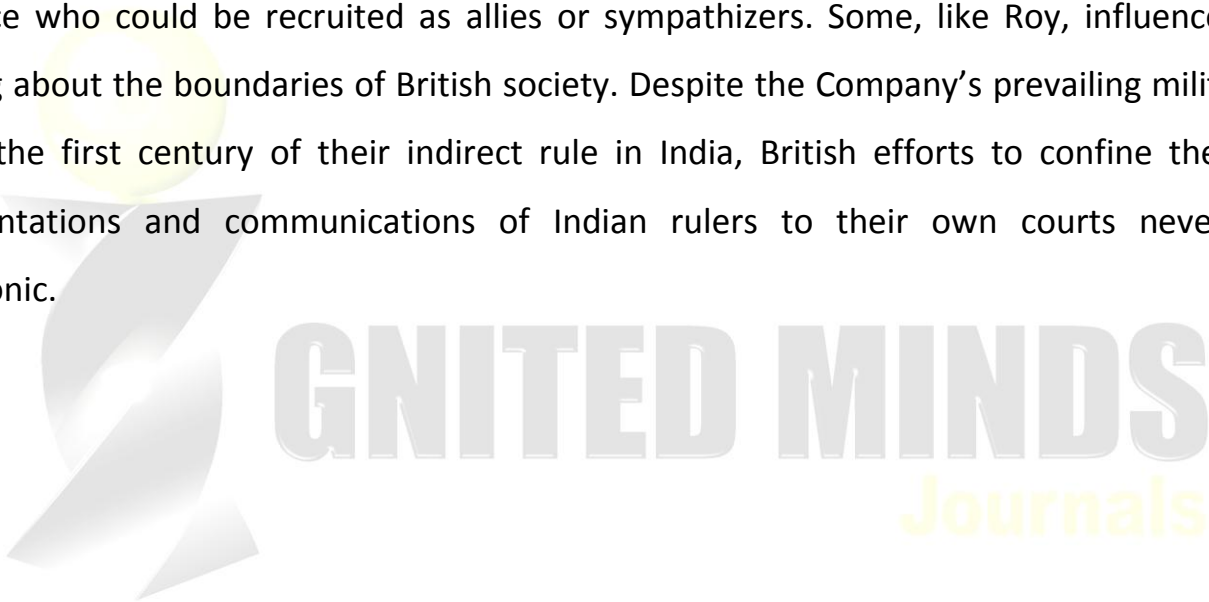 ce who could be recruited as allies or sympathizers. Some, like Roy, influence
g about the boundaries of British society. Despite the Company’s prevailing milit
the first century of their indirect rule in India, British efforts to confine the
ntations and communications of Indian rulers to their own courts neve
onic.
GNITED MINDS
Journals